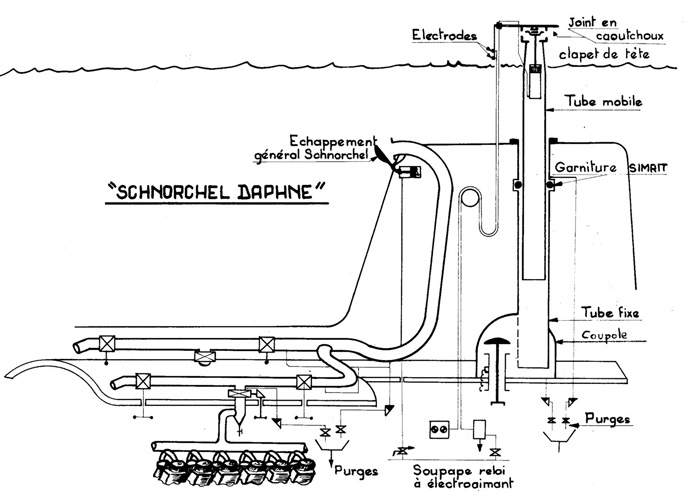 Joint en
caoutchoux
Electrodes
clapet de tête
Tube mobile
Echappement
général Schnorchel
Garniture SIMRIT
"SCHNORCHEL DAPHNE"
Tube fixe
Coupole
Purges
Purges
Soupape reloi
à électroaimant